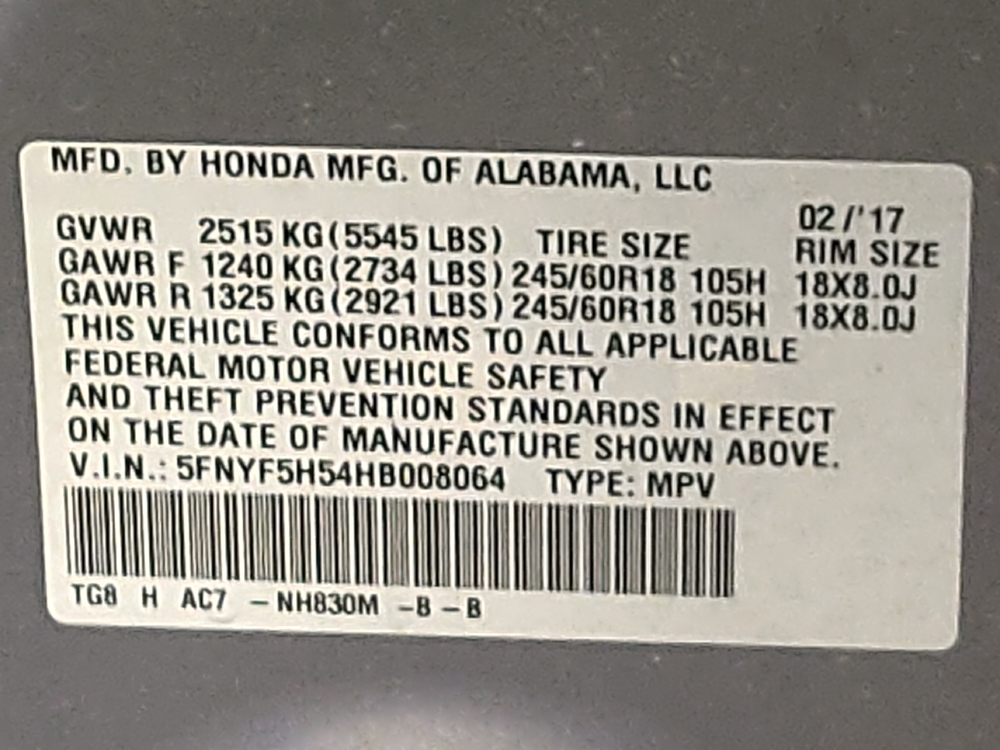 MFD. BY HONDA MFG. OF ALABAMA, LLC
02 /'17
GVWR 2515 KG (5545 LBS) TIRE SIZE RIM SIZE
GAWR F 1240 KG (2734 LBS) 245/60R18 105H 18X8.0J
GAWR R 1325 KG (2921 LBS) 245/60R18 105H 18X8.0J
THIS VEHICLE CONFORMS TO ALL APPLICABLE
FEDERAL MOTOR VEHICLE SAFETY
AND THEFT PREVENTION STANDARDS IN EFFECT
ON THE DATE OF MANUFACTURE SHOWN ABOVE.
V.I.N.: 5FNYF5H54HB008064 TYPE: MPV
TG8 H AC7 - NH830M - B - B